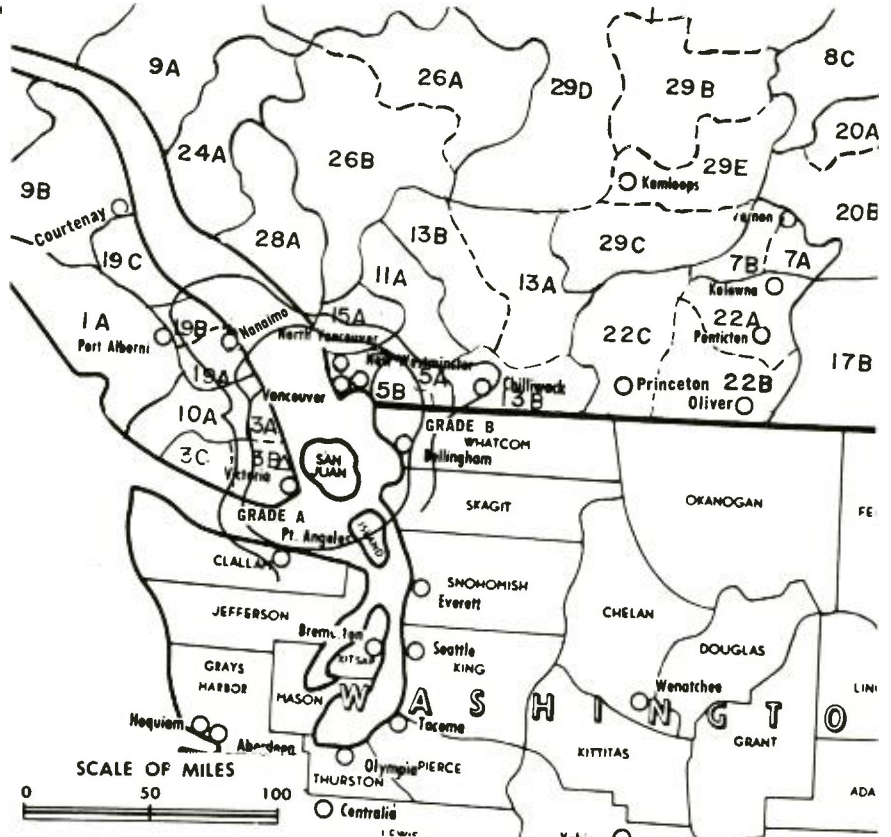 9A
26A
29D
29B
8C
20A
24A
26B
29E
Kamloops
9B
Courtenay
20B
28A
13B
29C
19C
11A
13A
7B
7A
Kelowna
1A
Port Alberni
19B
Nanaimo
15A
North Vancouver
22C
22A
Penticton
17B
19A
New Westminster
5A
5B
Chilliwack
13B
Princeton
22B
Oliver
Vancouver
10A
3A
GRADE B
WHATCOM
Bellingham
3C
3B
Victoria
SAN
JUAN
SKAGIT
OKANOGAN
GRADE A
Pt. Angeles
ISLAND
CLALLAM
SNOHOMISH
Everett
JEFFERSON
CHELAN
DOUGLAS
KITSAP
Seattle
KING
GRAYS
HARBOR
MASON
Wenatchee
WASHINGTO
Hoquiam
Aberdeen
Tacoma
KITTITAS
GRANT
SCALE OF MILES
Olympia
PIERCE
THURSTON
ADA
0 50 100
Centralia